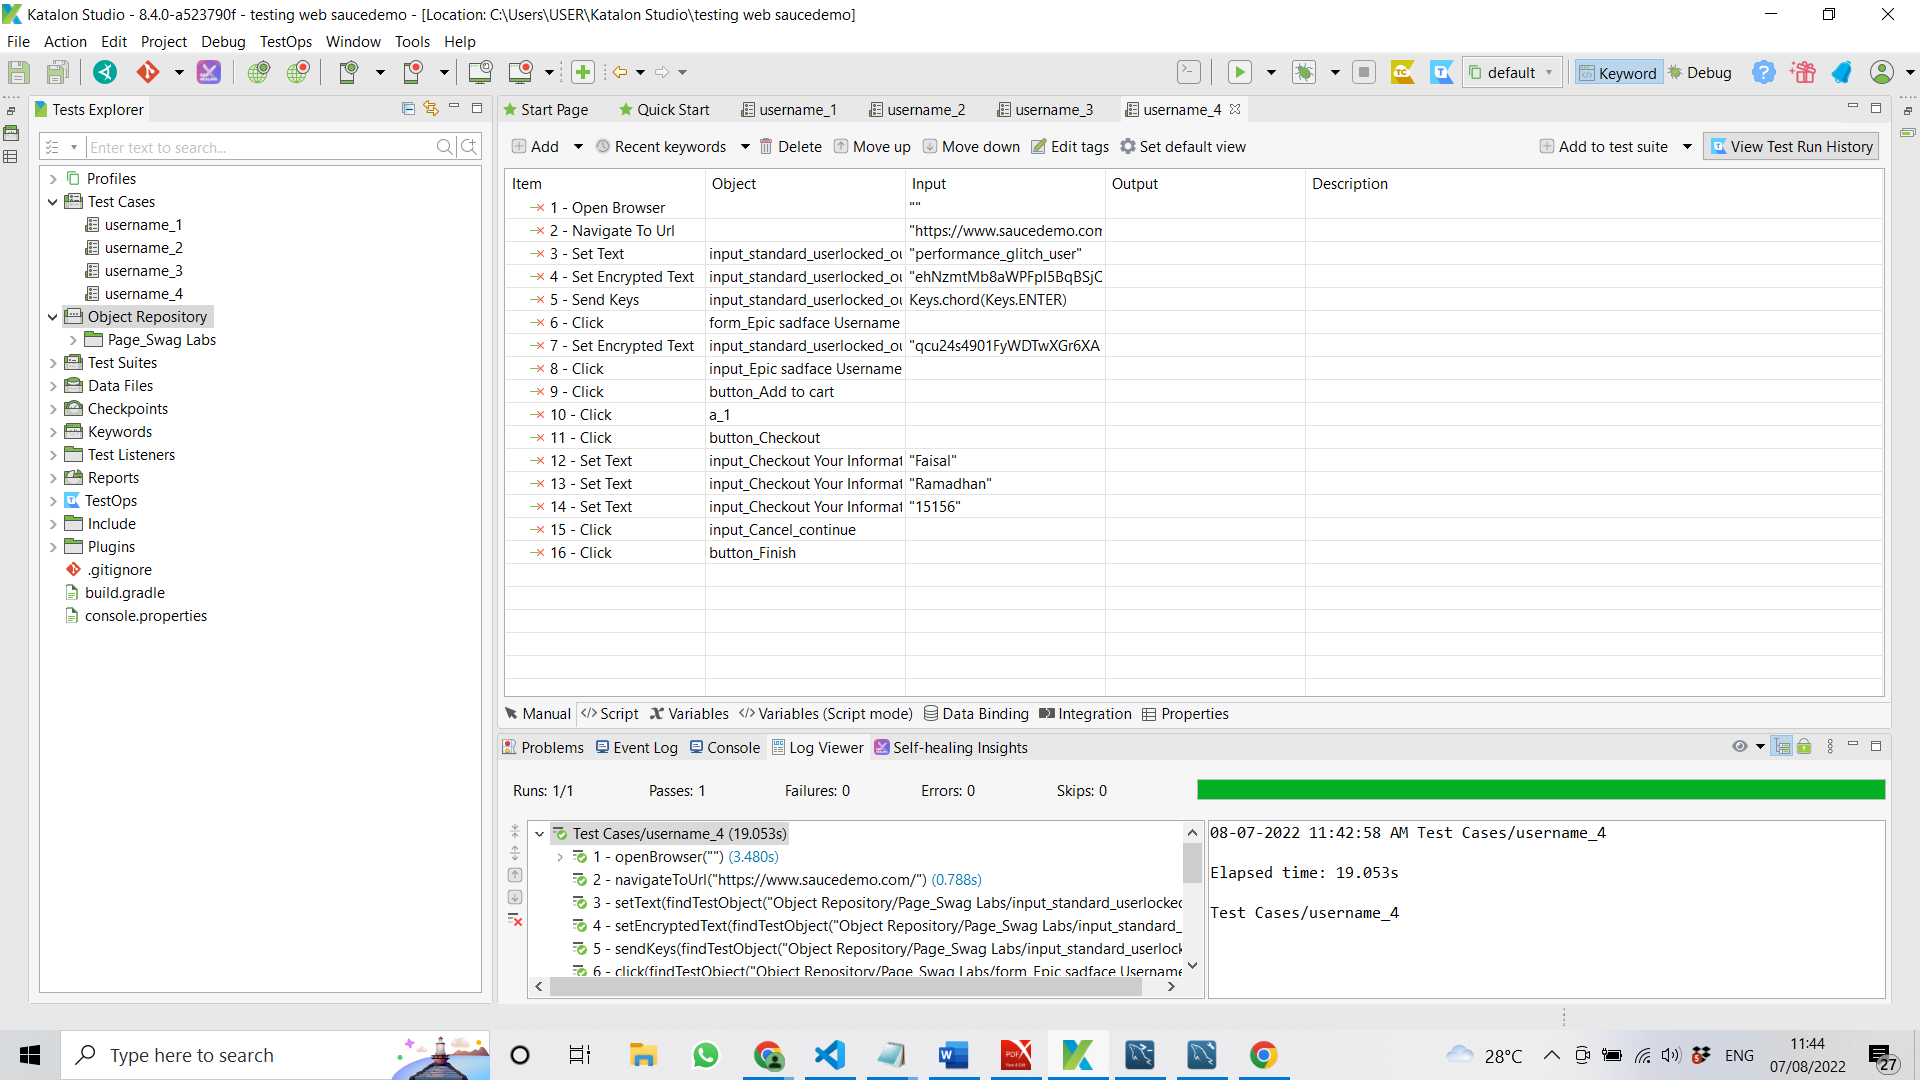 Katalon Studio - 8.4.0-a523790f - testing web saucedemo - [Location: C:\Users\USER\Katalon Studio\testing web saucedemo]
File Action Edit Project Debug TestOps Window Tools Help
default Keyword Debug
Tests Explorer
Enter text to search...
Profiles
Test Cases
username_1
username_2
username_3
username_4
Object Repository
Page_Swag Labs
Test Suites
Data Files
Checkpoints
Keywords
Test Listeners
Reports
TestOps
Include
Plugins
.gitignore
build.gradle
console.properties
Start Page Quick Start username_1 username_2 username_3 username_4
Add Recent keywords Delete Move up Move down Edit tags Set default view Add to test suite View Test Run History
Item Object Input Output Description
1 - Open Browser ""
2 - Navigate To Url "https://www.saucedemo.com
3 - Set Text input_standard_userlocked_ou "performance_glitch_user"
4 - Set Encrypted Text input_standard_userlocked_ou "ehNzmtMb8aWPFpI5BqBSjC
5 - Send Keys input_standard_userlocked_ou Keys.chord(Keys.ENTER)
6 - Click form_Epic sadface Username
7 - Set Encrypted Text input_standard_userlocked_ou "qcu24s4901FyWDTwXGr6XA
8 - Click input_Epic sadface Username
9 - Click button_Add to cart
10 - Click a_1
11 - Click button_Checkout
12 - Set Text input_Checkout Your Informat "Faisal"
13 - Set Text input_Checkout Your Informat "Ramadhan"
14 - Set Text input_Checkout Your Informat "15156"
15 - Click input_Cancel_continue
16 - Click button_Finish
Manual Script Variables Variables (Script mode) Data Binding Integration Properties
Problems Event Log Console Log Viewer Self-healing Insights
Runs: 1/1 Passes: 1 Failures: 0 Errors: 0 Skips: 0
Test Cases/username_4 (19.053s)
1 - openBrowser("") (3.480s)
2 - navigateToUrl("https://www.saucedemo.com/") (0.788s)
3 - setText(findTestObject("Object Repository/Page_Swag Labs/input_standard_userlocked
4 - setEncryptedText(findTestObject("Object Repository/Page_Swag Labs/input_standard_
5 - sendKeys(findTestObject("Object Repository/Page_Swag Labs/input_standard_userlock
6 - click(findTestObject("Object Repository/Page_Swag Labs/form_Epic sadface Username
08-07-2022 11:42:58 AM Test Cases/username_4
Elapsed time: 19.053s
Test Cases/username_4
Type here to search
28°C
ENG
11:44
07/08/2022
27